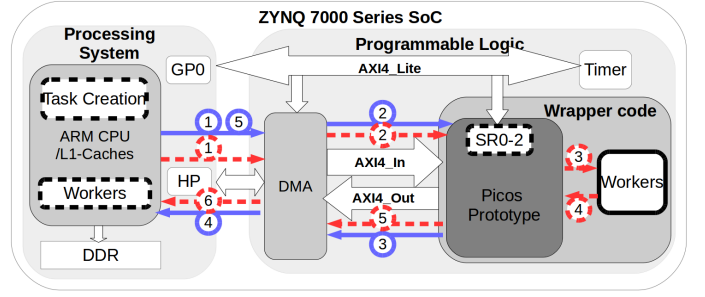 ZYNQ 7000 Series SoC
Processing
System
Programmable Logic
GP0
AXI4_Lite
Timer
Task Creation
ARM CPU
/L1-Caches
Workers
DDR
1 5
1
HP
6
4
DMA
2
2
AXI4_In
AXI4_Out
5
3
Wrapper code
SR0-2
Picos
Prototype
3
4
Workers